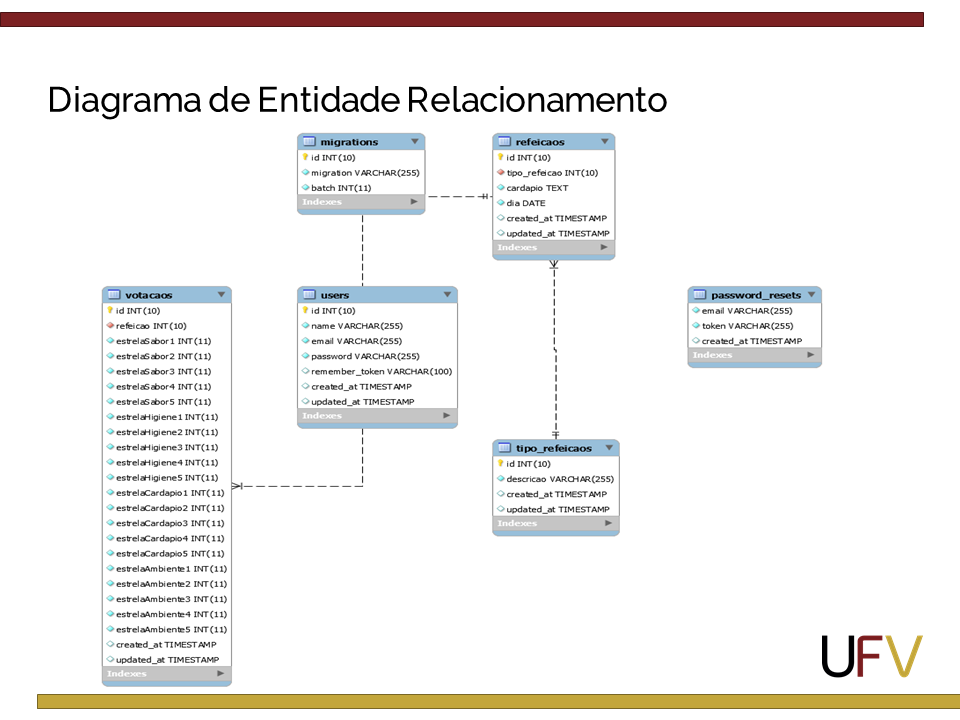 Diagrama de Entidade Relacionamento
migrations
id INT(10)
migration VARCHAR(255)
batch INT(11)
Indexes
refeicaos
id INT(10)
tipo_refeicao INT(10)
cardapio TEXT
dia DATE
created_at TIMESTAMP
updated_at TIMESTAMP
Indexes
votacaos
id INT(10)
refeicao INT(10)
estrelaSabor1 INT(11)
estrelaSabor2 INT(11)
estrelaSabor3 INT(11)
estrelaSabor4 INT(11)
estrelaSabor5 INT(11)
estrelaHigiene1 INT(11)
estrelaHigiene2 INT(11)
estrelaHigiene3 INT(11)
estrelaHigiene4 INT(11)
estrelaHigiene5 INT(11)
estrelaCardapio1 INT(11)
estrelaCardapio2 INT(11)
estrelaCardapio3 INT(11)
estrelaCardapio4 INT(11)
estrelaCardapio5 INT(11)
estrelaAmbiente1 INT(11)
estrelaAmbiente2 INT(11)
estrelaAmbiente3 INT(11)
estrelaAmbiente4 INT(11)
estrelaAmbiente5 INT(11)
created_at TIMESTAMP
updated_at TIMESTAMP
Indexes
users
id INT(10)
name VARCHAR(255)
email VARCHAR(255)
password VARCHAR(255)
remember_token VARCHAR(100)
created_at TIMESTAMP
updated_at TIMESTAMP
Indexes
password_resets
email VARCHAR(255)
token VARCHAR(255)
created_at TIMESTAMP
Indexes
tipo_refeicaos
id INT(10)
descricao VARCHAR(255)
created_at TIMESTAMP
updated_at TIMESTAMP
Indexes
UFV